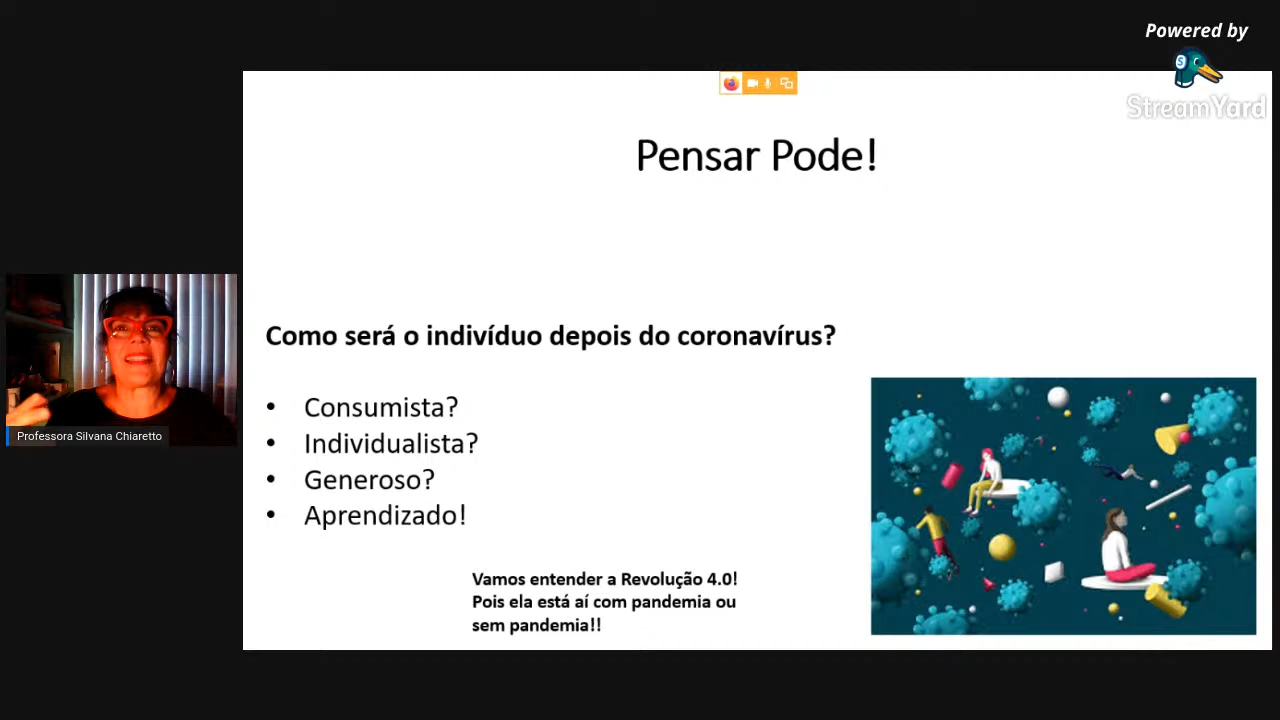 Powered by
S
StreamYard
Pensar Pode!
Como será o indivíduo depois do coronavírus?
• Consumista?
• Individualista?
• Generoso?
• Aprendizado!
Vamos entender a Revolução 4.0!
Pois ela está aí com pandemia ou
sem pandemia!!
Professora Silvana Chiaretto